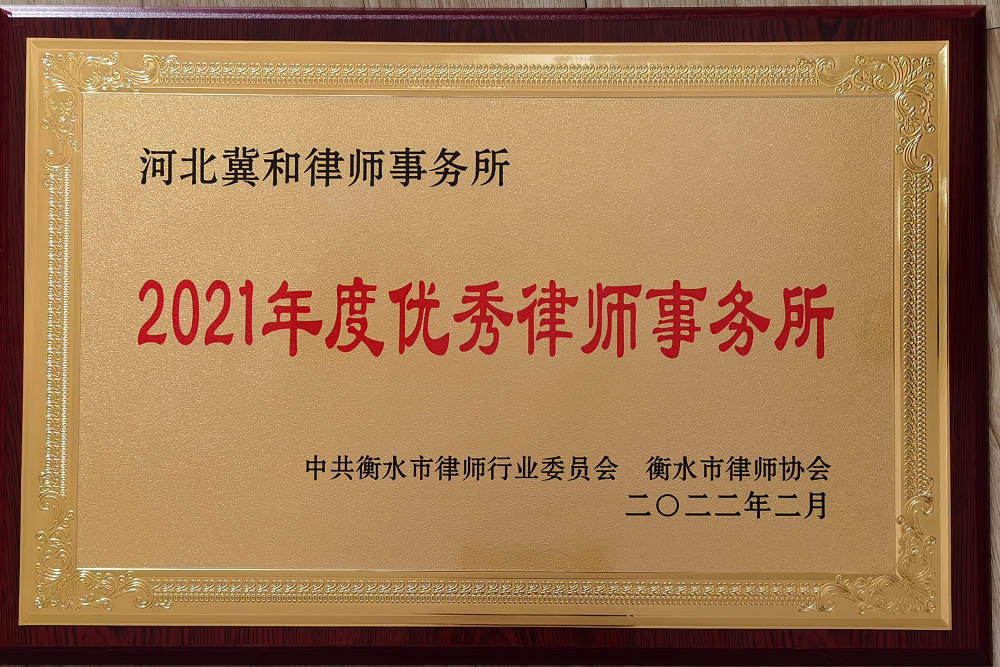 河北冀和律师事务所
2021年度优秀律师事务所
中共衡水市律师行业委员会　衡水市律师协会
二〇二二年二月